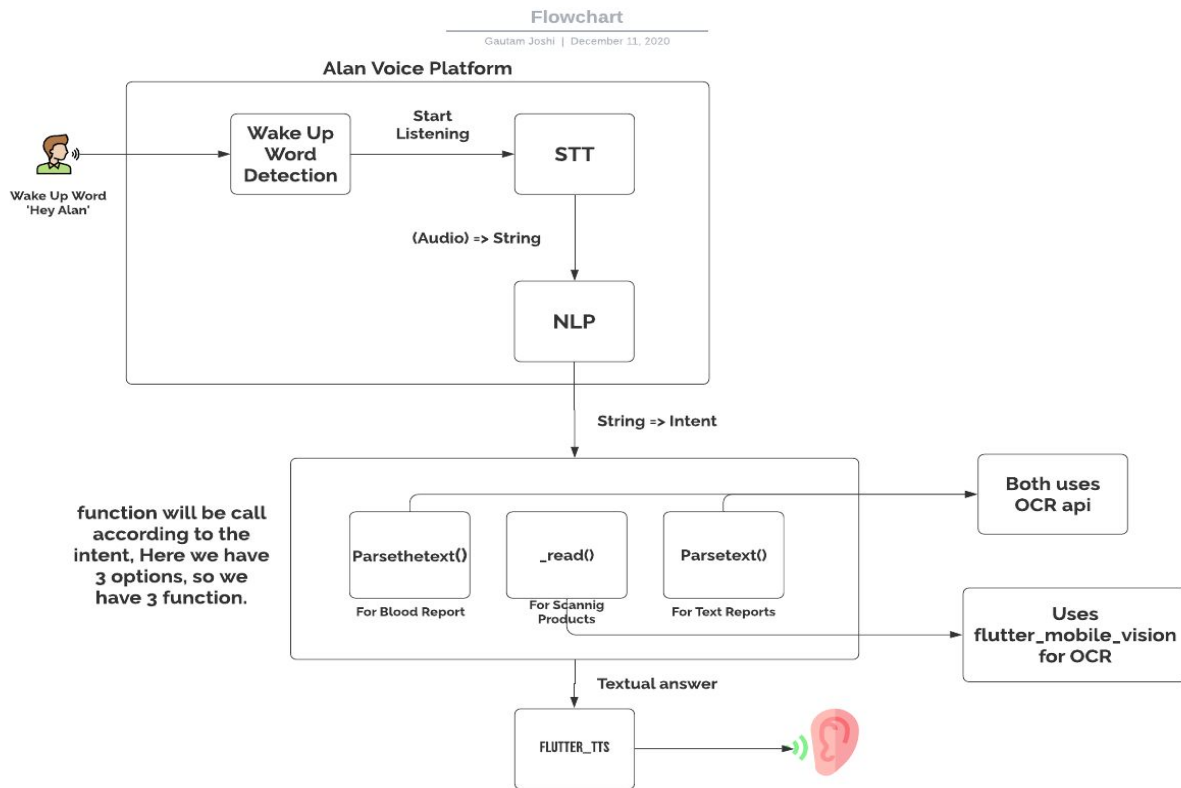 Flowchart
Gautam Joshi | December 11, 2020
Alan Voice Platform
Wake Up Word
'Hey Alan'
Wake Up
Word
Detection
Start
Listening
STT
(Audio) => String
NLP
String => Intent
function will be call
according to the
intent, Here we have
3 options, so we
have 3 function.
Parsethetext()
For Blood Report
_read()
For Scannig
Products
Parsetext()
For Text Reports
Both uses
OCR api
Uses
flutter_mobile_vision
for OCR
Textual answer
FLUTTER_TTS